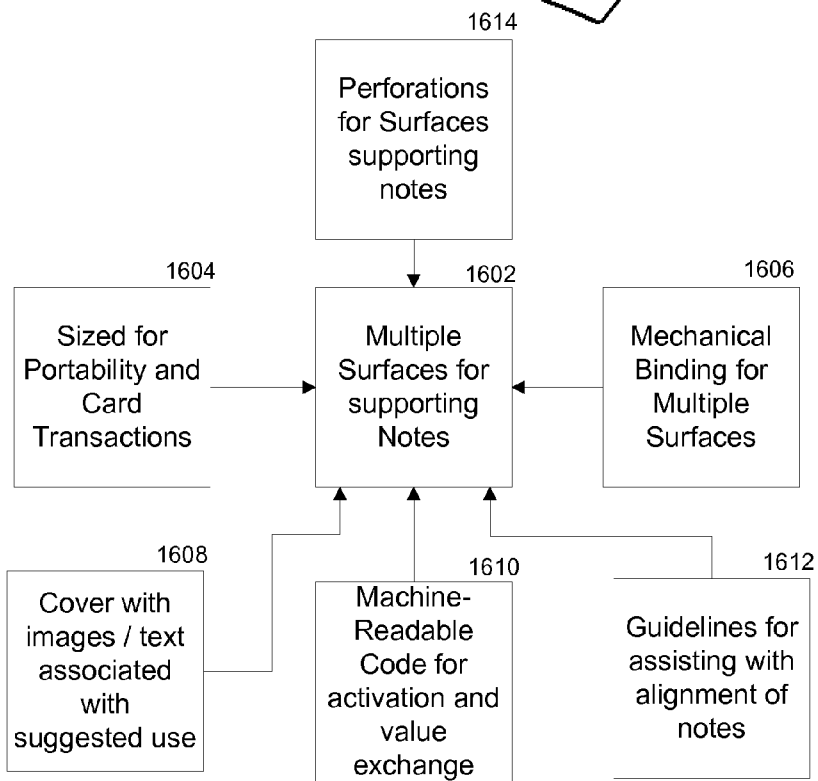 1614
Perforations
for Surfaces
supporting
notes
1604
Sized for
Portability and
Card
Transactions
1602
Multiple
Surfaces for
supporting
Notes
1606
Mechanical
Binding for
Multiple
Surfaces
1608
Cover with
images / text
associated
with
suggested use
1610
Machine-
Readable
Code for
activation and
value
exchange
1612
Guidelines for
assisting with
alignment of
notes